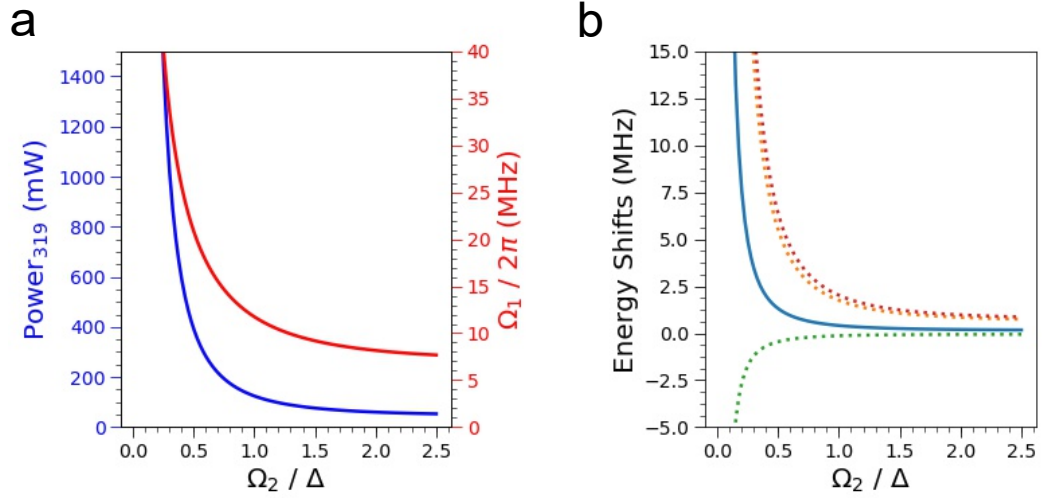 a
b
Power₃₁₉ (mW)
1400
1200
1000
800
600
400
200
0
0.0 0.5 1.0 1.5 2.0 2.5
Ω₂ / Δ
40
35
30
25
20
15
10
5
0
Ω₁ / 2π (MHz)
Energy Shifts (MHz)
15.0
12.5
10.0
7.5
5.0
2.5
0.0
−2.5
−5.0
0.0 0.5 1.0 1.5 2.0 2.5
Ω₂ / Δ